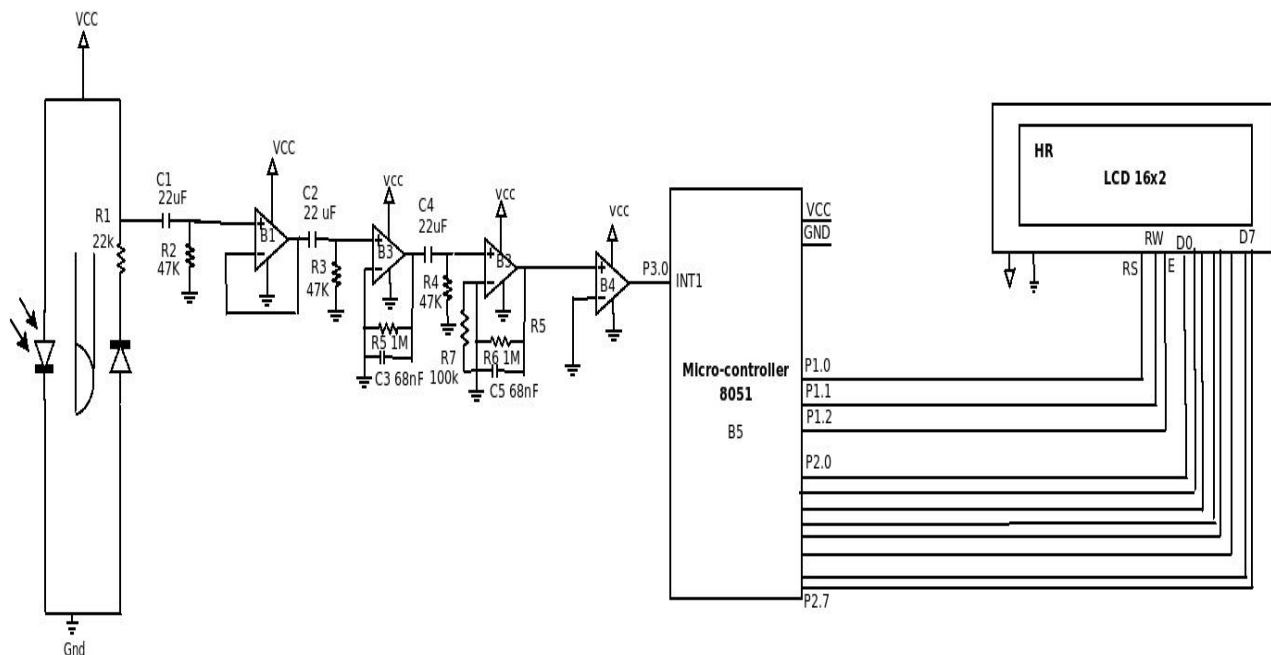 VCC
R1
22k
Gnd
C1
22uF
R2
47K
VCC
B1
C2
22 uF
R3
47K
vcc
B3
R5 1M
C3 68nF
C4
22uF
R4
47K
vcc
B3
R5
R7
100k
R6 1M
C5 68nF
vcc
B4
P3.0
INT1
Micro-controller
8051
B5
VCC
GND
P1.0
P1.1
P1.2
P2.0
P2.7
HR
LCD 16x2
RS
RW
E
D0
D7